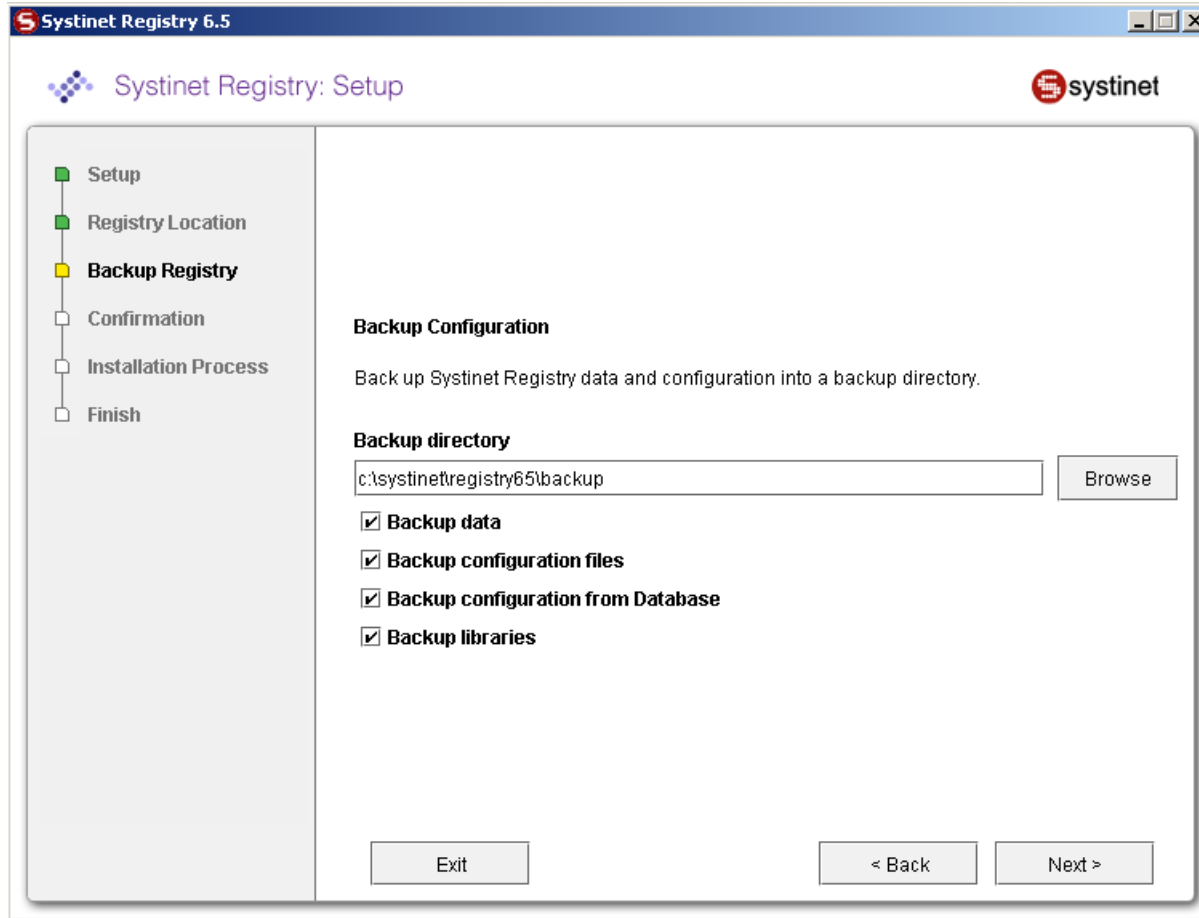 Systinet Registry 6.5
Systinet Registry: Setup
systinet
Setup
Registry Location
Backup Registry
Confirmation
Installation Process
Finish
Backup Configuration
Back up Systinet Registry data and configuration into a backup directory.
Backup directory
c:\systinet\registry65\backup
Browse
Backup data
Backup configuration files
Backup configuration from Database
Backup libraries
Exit
< Back
Next >